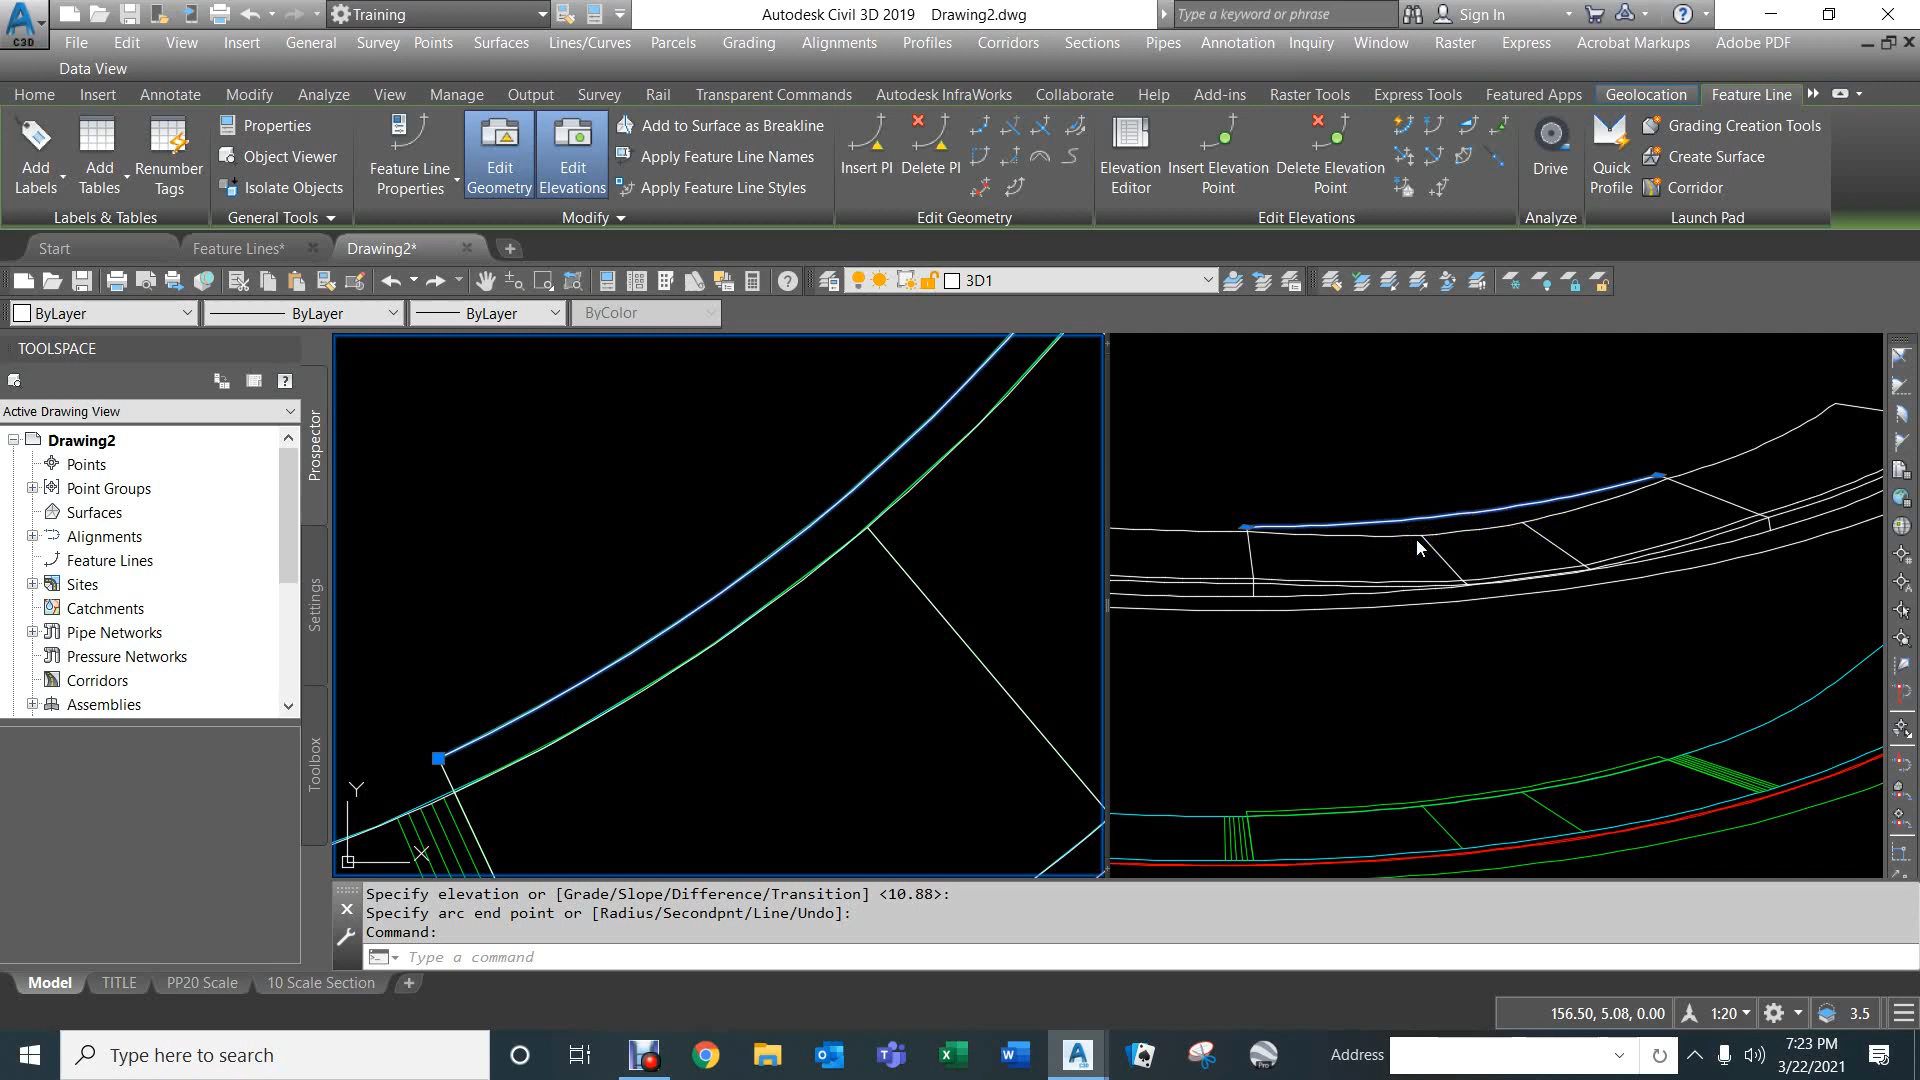 Training
Autodesk Civil 3D 2019 Drawing2.dwg
Type a keyword or phrase
Sign In
C3D
File Edit View Insert General Survey Points Surfaces Lines/Curves Parcels Grading Alignments Profiles Corridors Sections Pipes Annotation Inquiry Window Raster Express Acrobat Markups Adobe PDF
Data View
Home Insert Annotate Modify Analyze View Manage Output Survey Rail Transparent Commands Autodesk InfraWorks Collaborate Help Add-ins Raster Tools Express Tools Featured Apps Geolocation Feature Line
Add Labels
Add Tables
Renumber Tags
Properties
Object Viewer
Isolate Objects
Feature Line Properties
Edit Geometry
Edit Elevations
Add to Surface as Breakline
Apply Feature Line Names
Apply Feature Line Styles
Insert PI
Delete PI
Elevation Editor
Insert Elevation Point
Delete Elevation Point
Drive
Quick Profile
Grading Creation Tools
Create Surface
Corridor
Labels & Tables
General Tools
Modify
Edit Geometry
Edit Elevations
Analyze
Launch Pad
Start
Feature Lines*
Drawing2*
3D1
ByLayer
ByLayer
ByLayer
ByColor
TOOLSPACE
Active Drawing View
Drawing2
Points
Point Groups
Surfaces
Alignments
Feature Lines
Sites
Catchments
Pipe Networks
Pressure Networks
Corridors
Assemblies
Prospector
Settings
Toolbox
Y
X
Specify elevation or [Grade/Slope/Difference/Transition] <10.88>:
Specify arc end point or [Radius/Secondpnt/Line/Undo]:
Command:
Type a command
Model
TITLE
PP20 Scale
10 Scale Section
156.50, 5.08, 0.00
1:20
3.5
Type here to search
Address
7:23 PM
3/22/2021